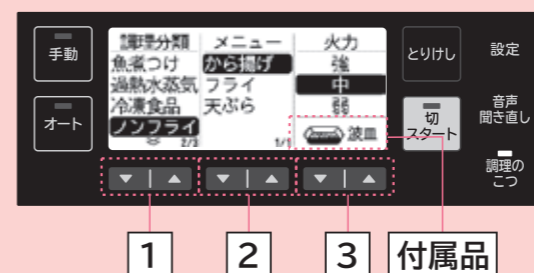 手動
オート
調理分類
魚煮つけ
過熱水蒸気
冷凍食品
ノンフライ
2/3
メニュー
から揚げ
フライ
天ぷら
1/1
火力
強
中
弱
波皿
とりけし
切
スタート
設定
音声
聞き直し
調理の
こつ
▼ | ▲
▼ | ▲
▼ | ▲
1
2
3
付属品